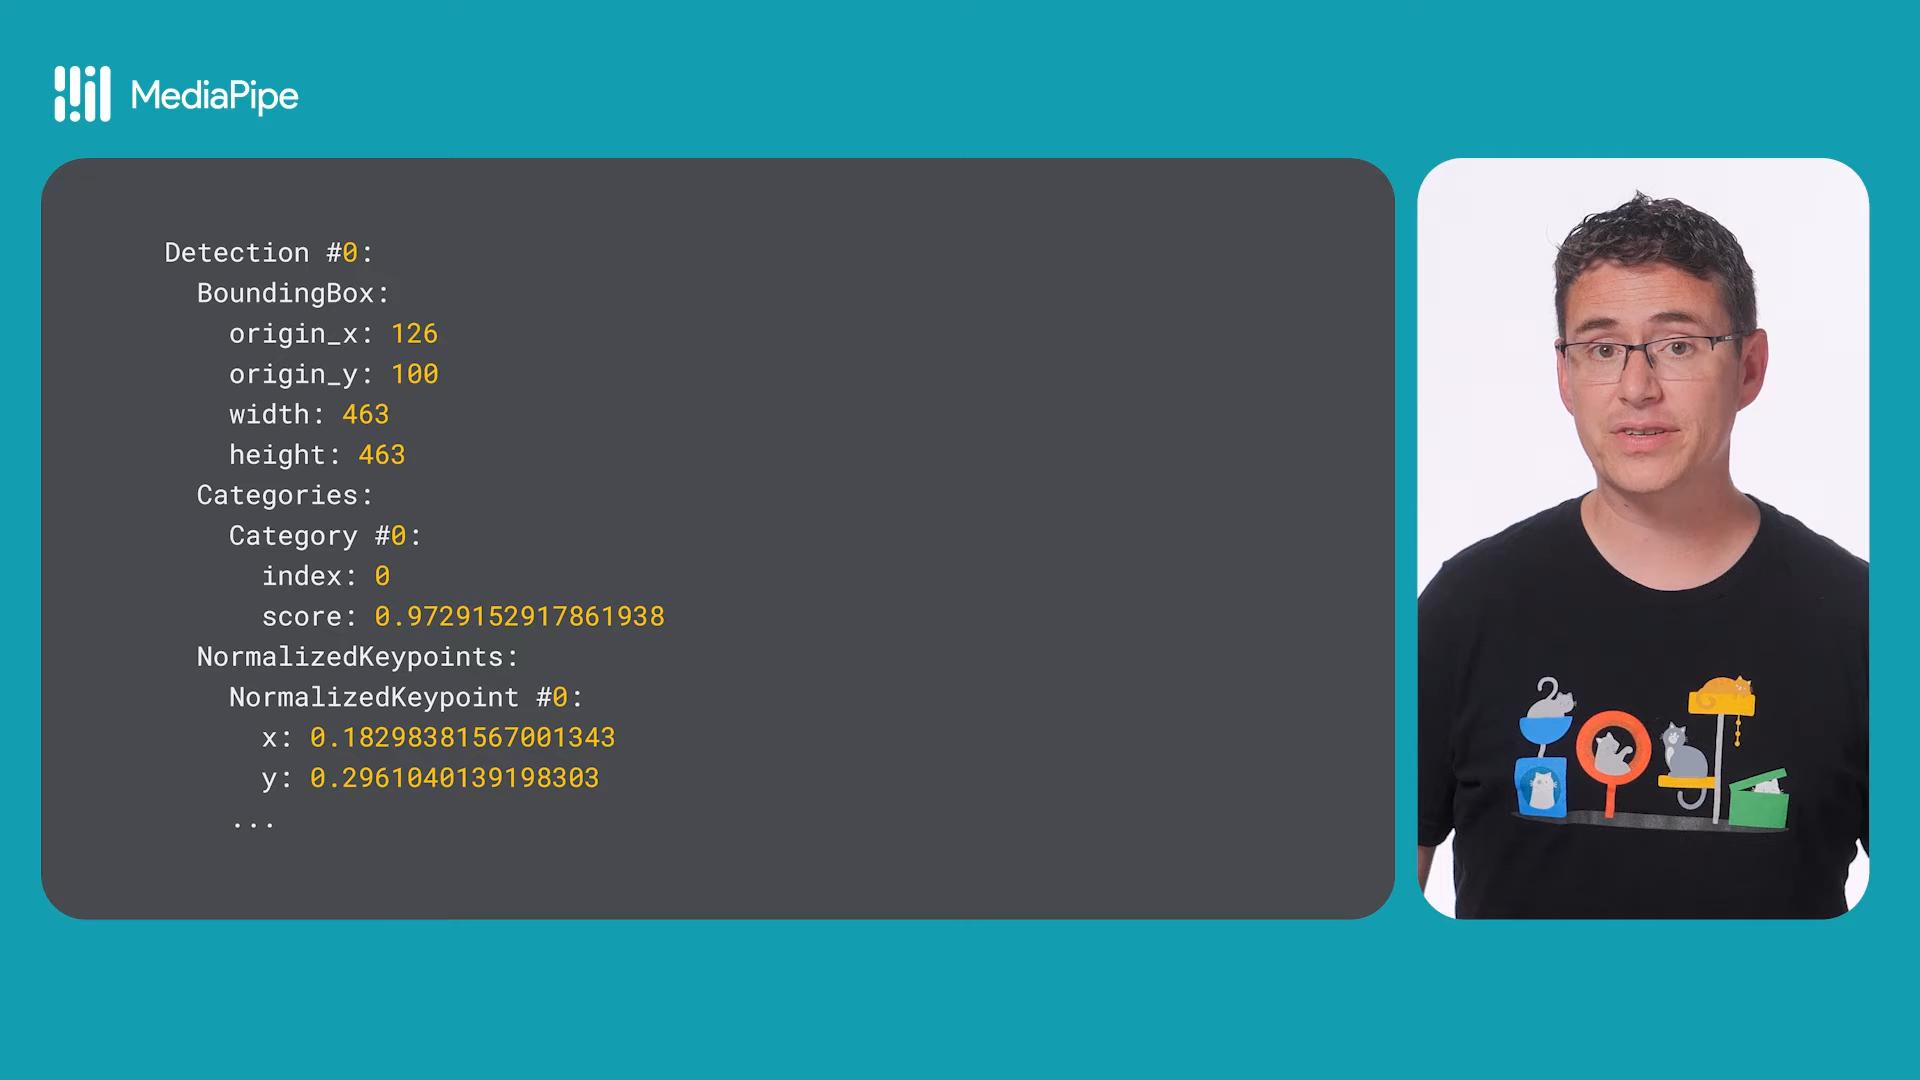 MediaPipe
Detection #0:
BoundingBox:
origin_x: 126
origin_y: 100
width: 463
height: 463
Categories:
Category #0:
index: 0
score: 0.9729152917861938
NormalizedKeypoints:
NormalizedKeypoint #0:
x: 0.18298381567001343
y: 0.2961040139198303
...